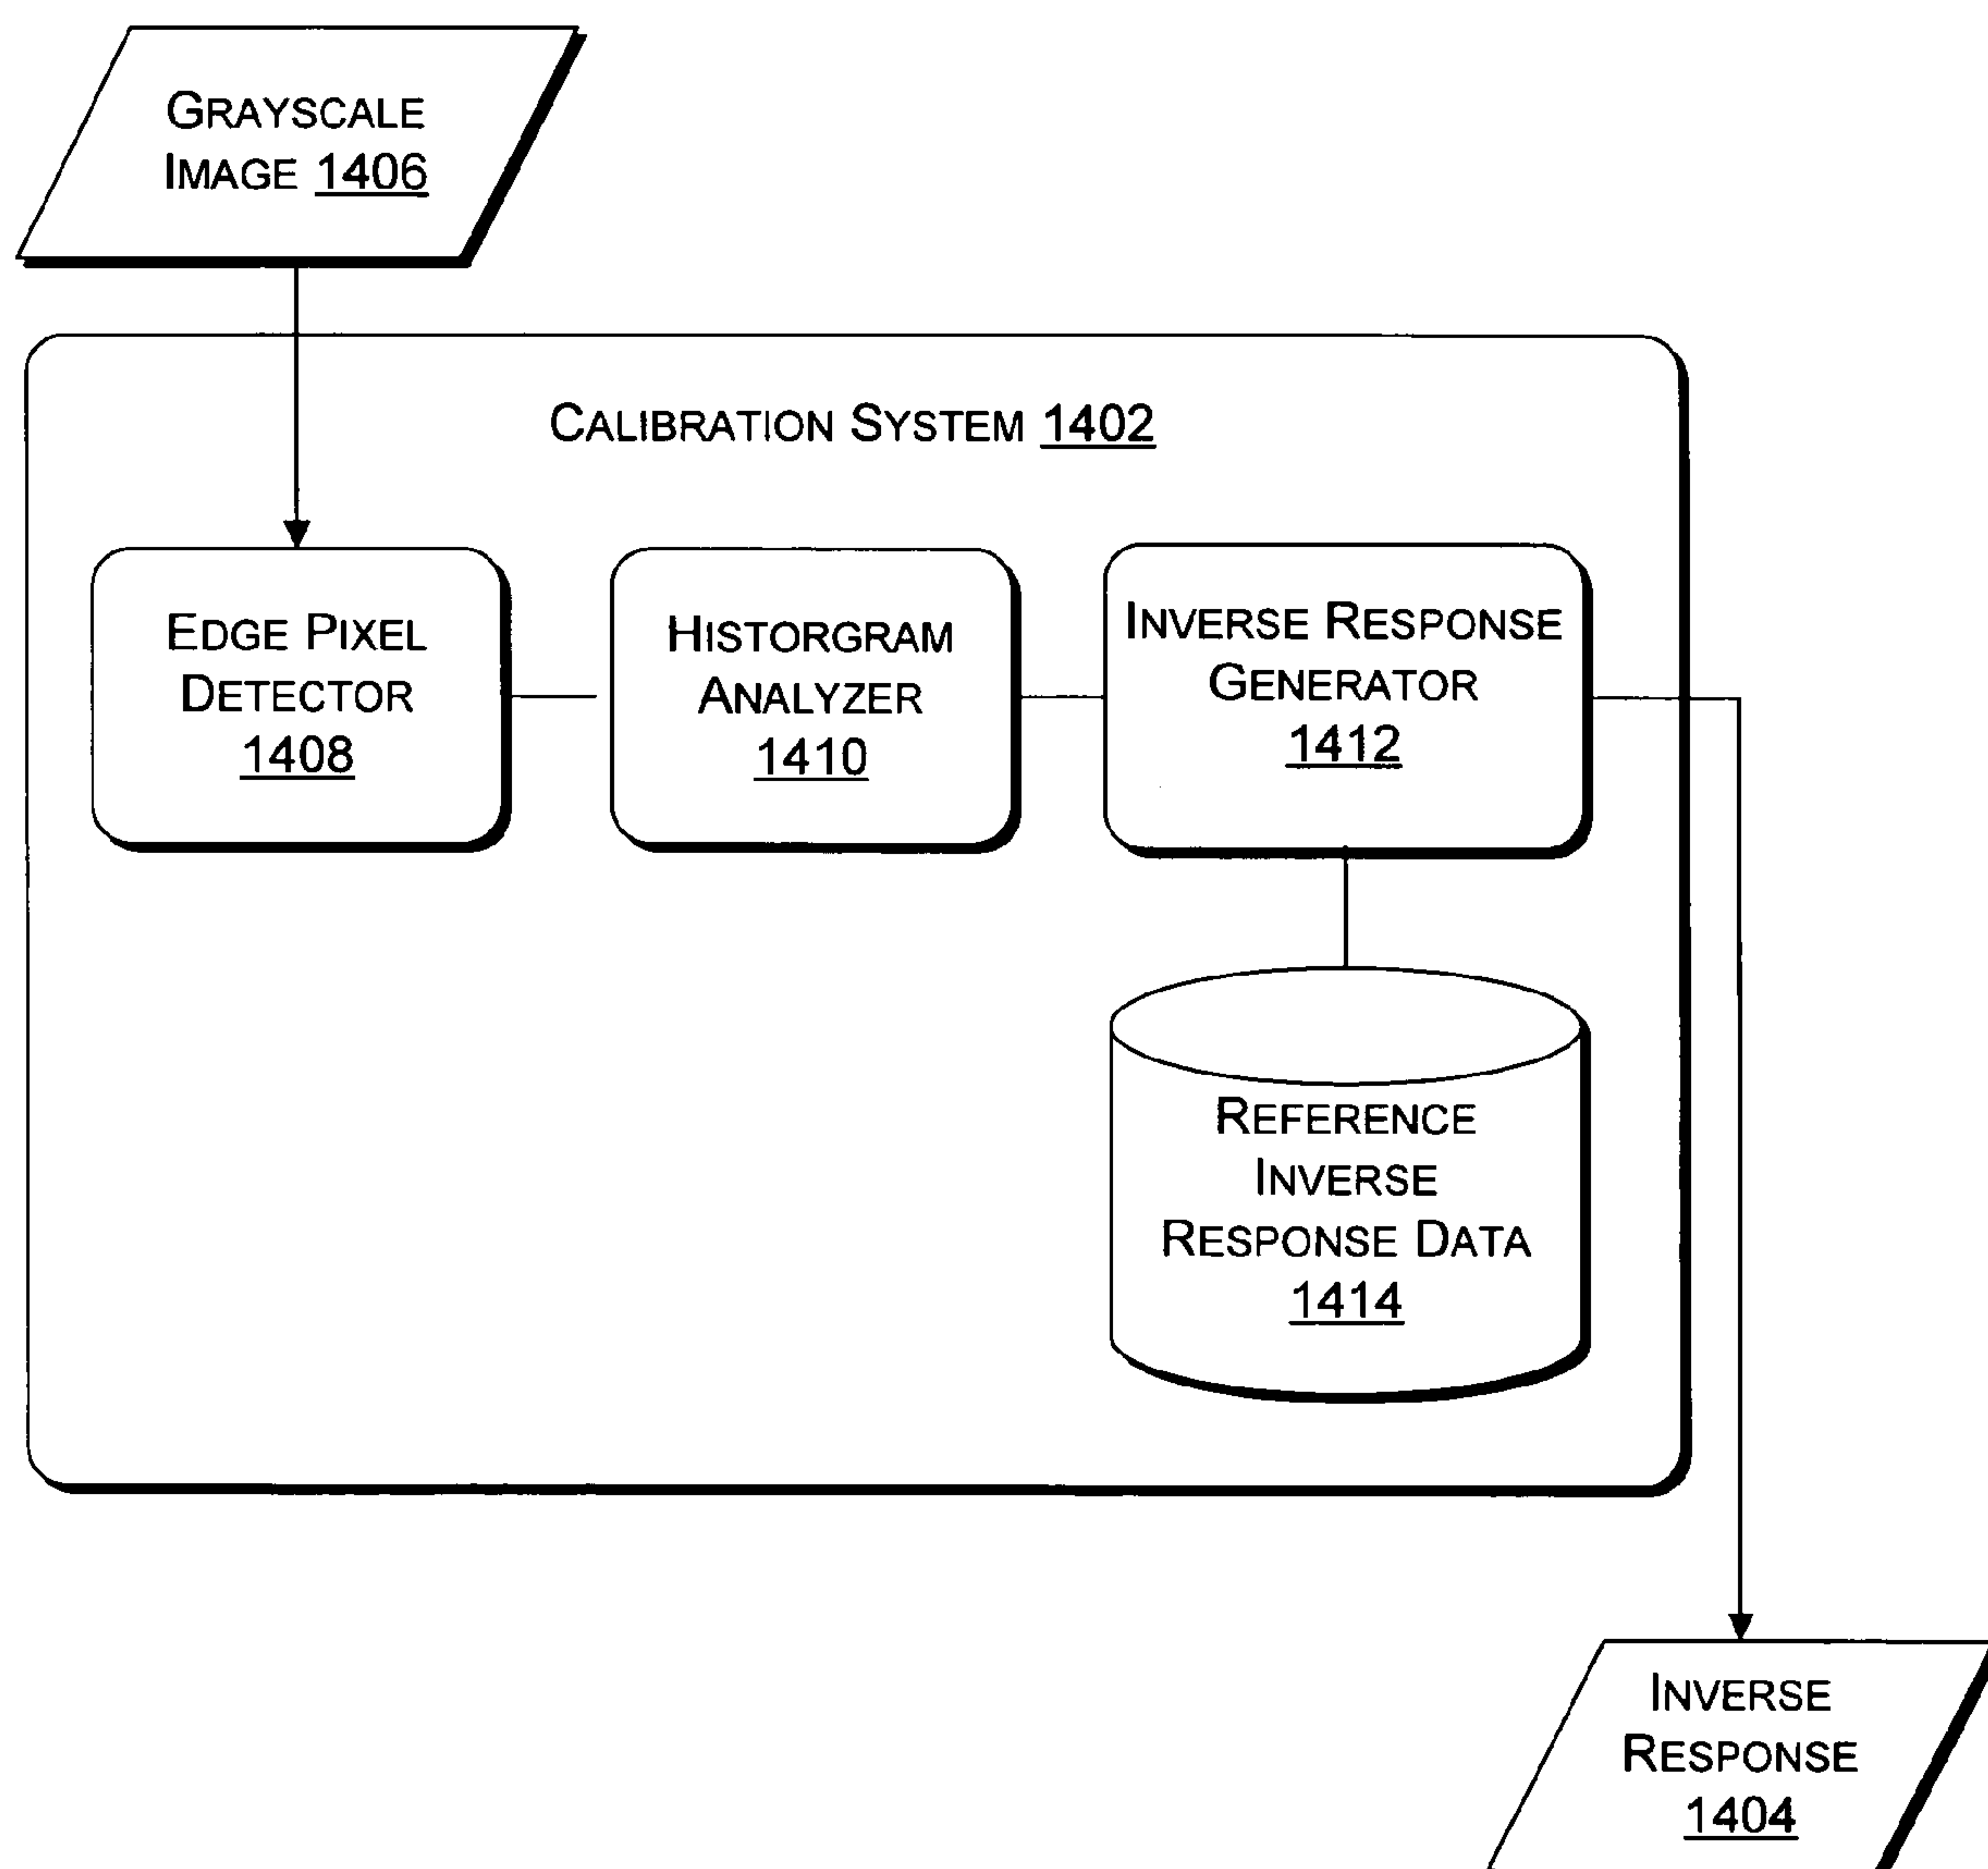 GRAYSCALE
IMAGE 1406
CALIBRATION SYSTEM 1402
EDGE PIXEL
DETECTOR
1408
HISTORGRAM
ANALYZER
1410
INVERSE RESPONSE
GENERATOR
1412
REFERENCE
INVERSE
RESPONSE DATA
1414
INVERSE
RESPONSE
1404